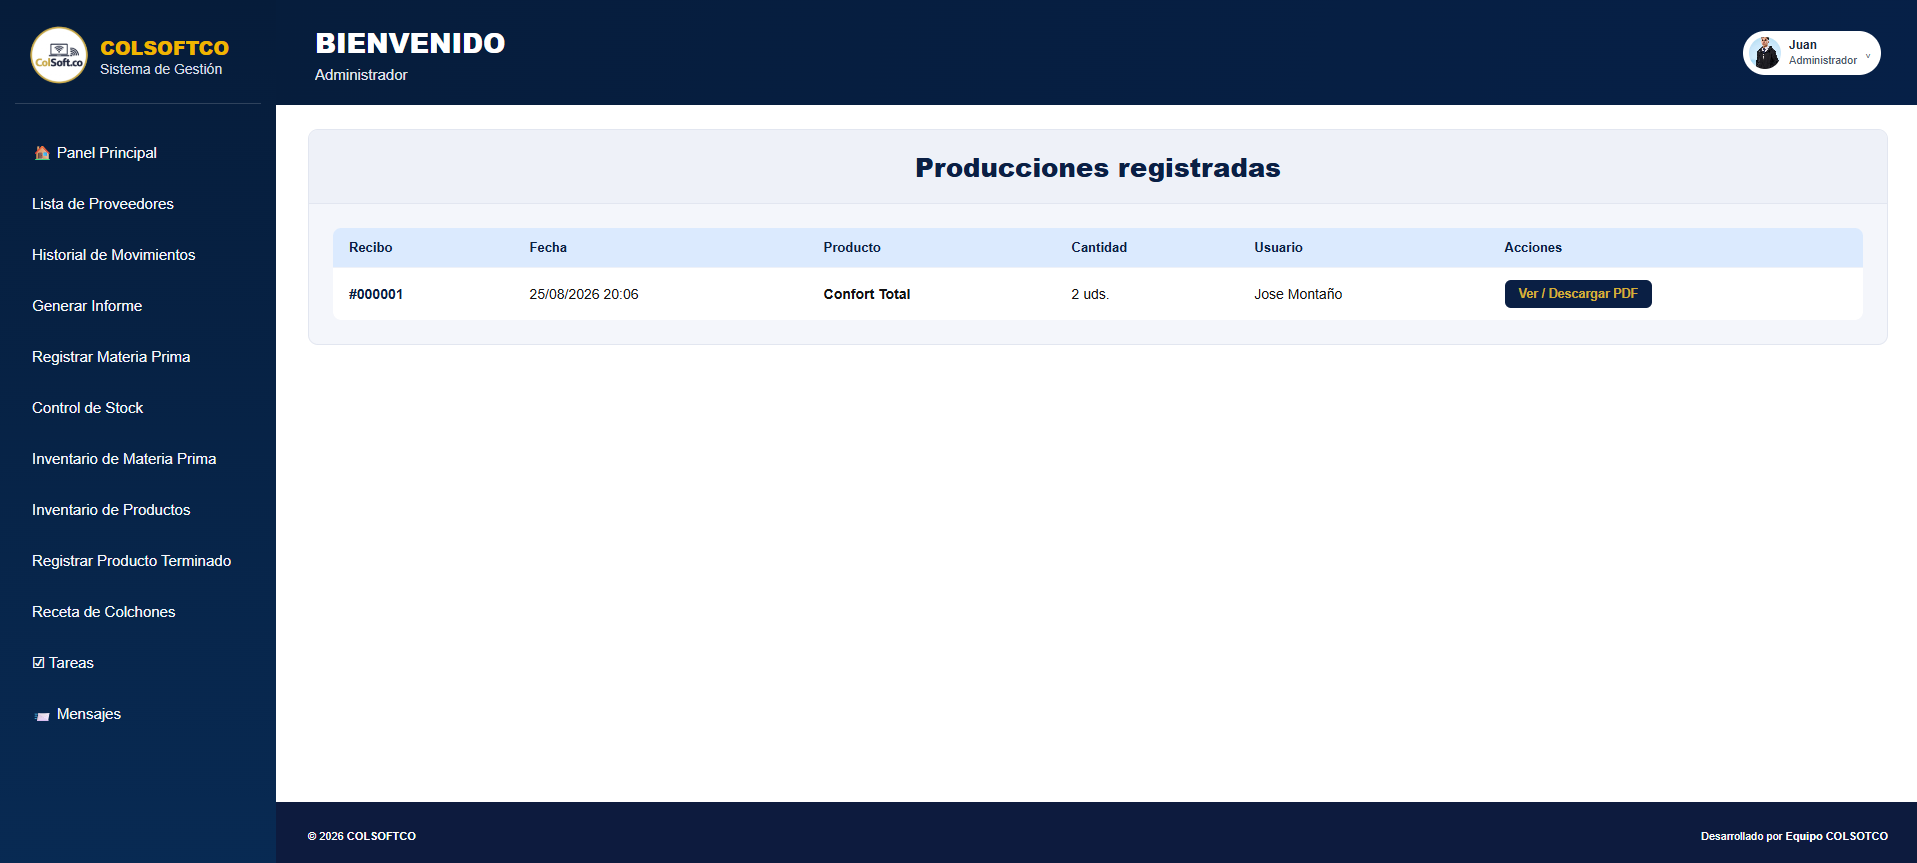 ColSoft.co
COLSOFTCO
Sistema de Gestión
BIENVENIDO
Administrador
Juan
Administrador
Panel Principal
Lista de Proveedores
Historial de Movimientos
Generar Informe
Registrar Materia Prima
Control de Stock
Inventario de Materia Prima
Inventario de Productos
Registrar Producto Terminado
Receta de Colchones
☑ Tareas
Mensajes
Producciones registradas
Recibo Fecha Producto Cantidad Usuario Acciones
#000001 25/08/2026 20:06 Confort Total 2 uds. Jose Montaño Ver / Descargar PDF
© 2026 COLSOFTCO
Desarrollado por Equipo COLSOTCO